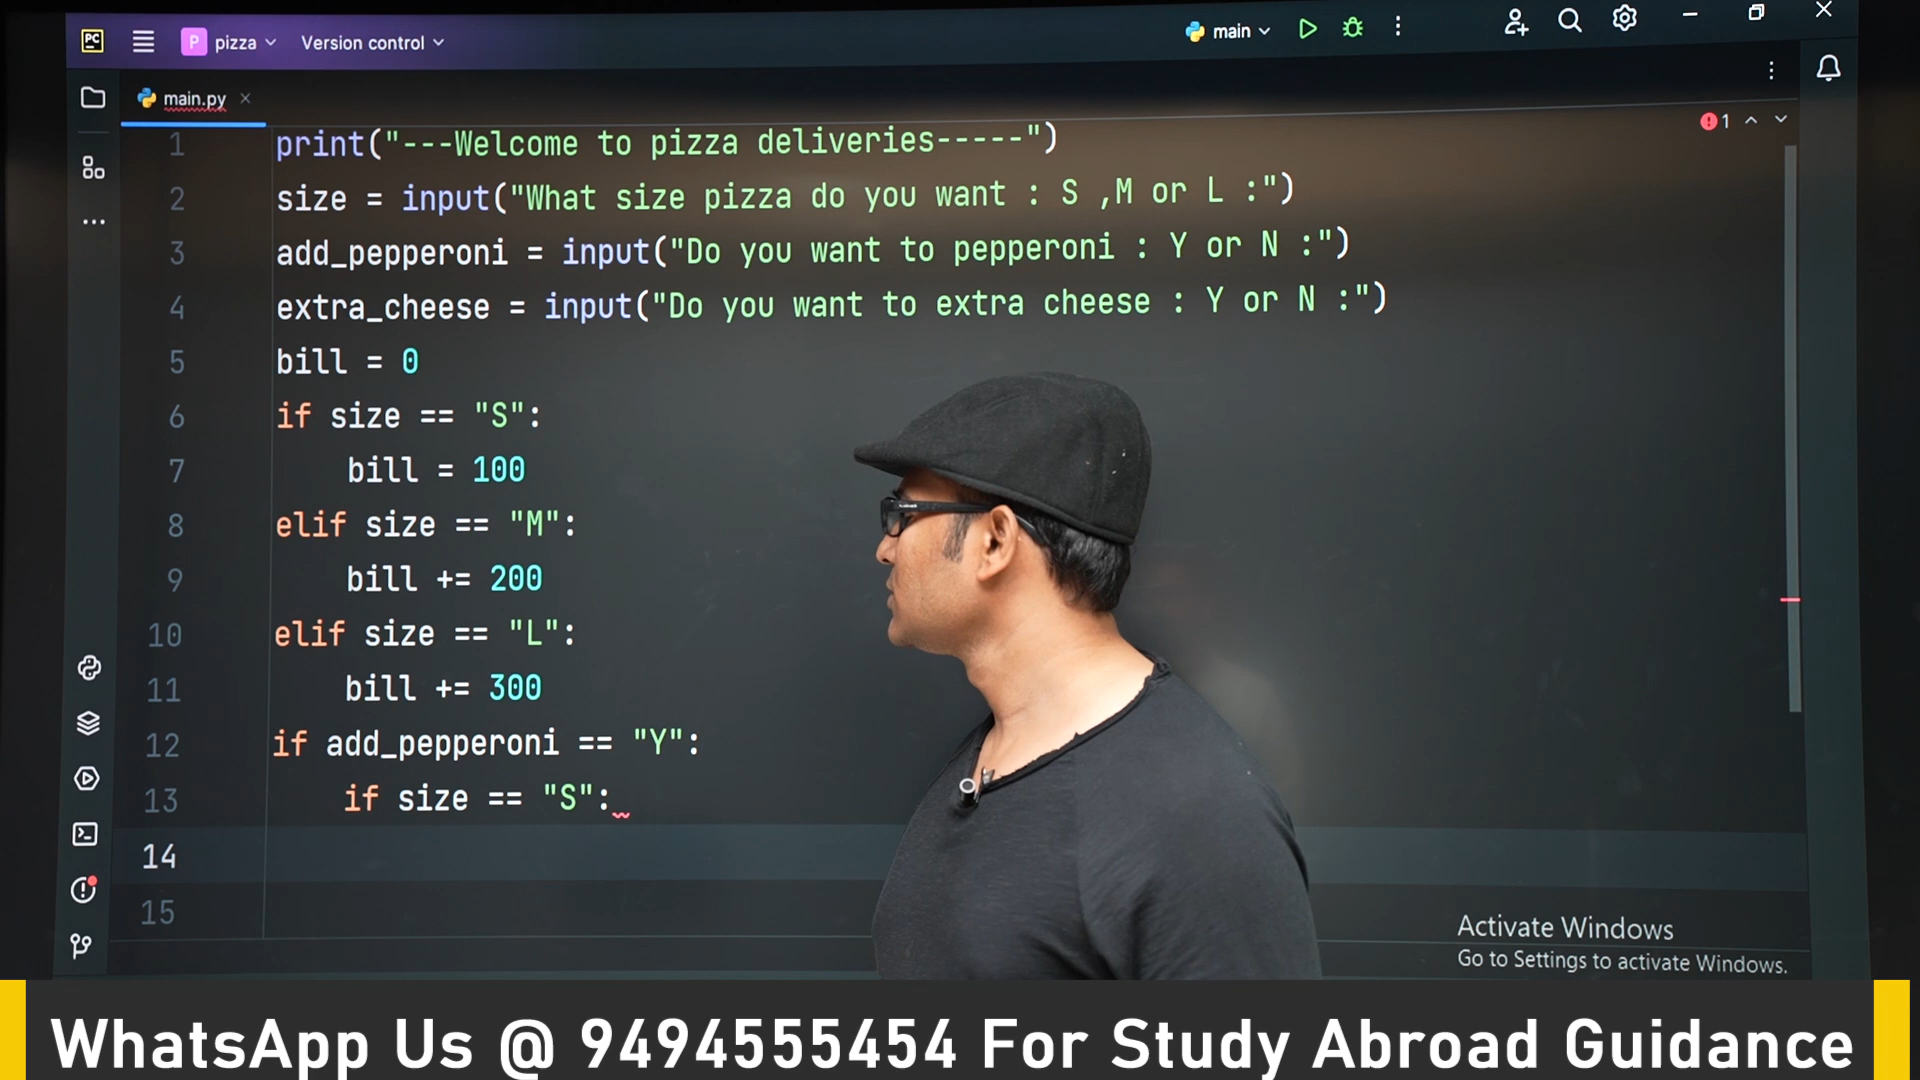 PC
P pizza Version control main
main.py
1
1 print("---Welcome to pizza deliveries-----")
2 size = input("What size pizza do you want : S ,M or L :")
3 add_pepperoni = input("Do you want to pepperoni : Y or N :")
4 extra_cheese = input("Do you want to extra cheese : Y or N :")
5 bill = 0
6 if size == "S":
7 bill = 100
8 elif size == "M":
9 bill += 200
10 elif size == "L":
11 bill += 300
12 if add_pepperoni == "Y":
13 if size == "S":
14
15
Activate Windows
Go to Settings to activate Windows.
WhatsApp Us @ 9494555454 For Study Abroad Guidance